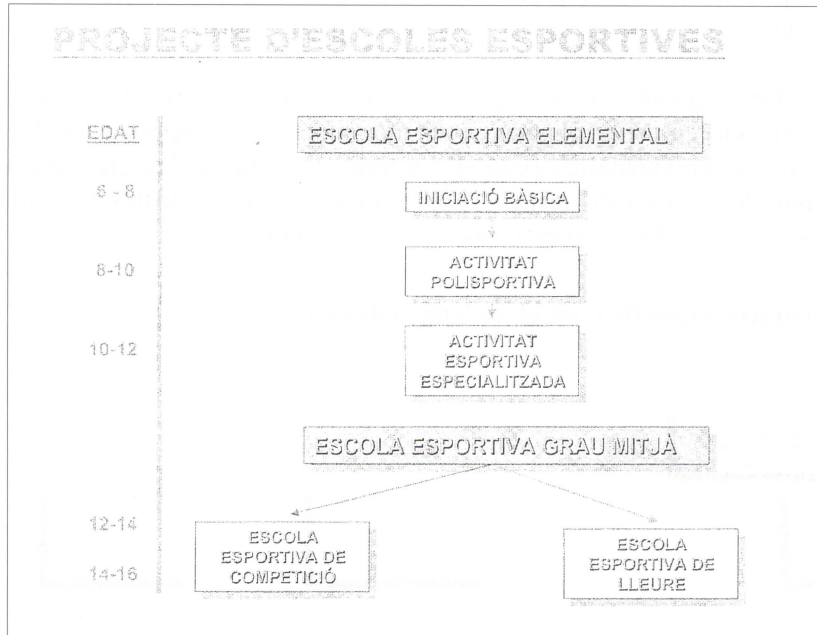 PROJECTE D'ESCOLES ESPORTIVES
EDAT
ESCOLA ESPORTIVA ELEMENTAL
6 - 8
INICIACIÓ BÀSICA
8-10
ACTIVITAT
POLISPORTIVA
10-12
ACTIVITAT
ESPORTIVA
ESPECIALITZADA
ESCOLA ESPORTIVA GRAU MITJÀ
12-14
14-16
ESCOLA
ESPORTIVA DE
COMPETICIÓ
ESCOLA
ESPORTIVA DE
LLEURE